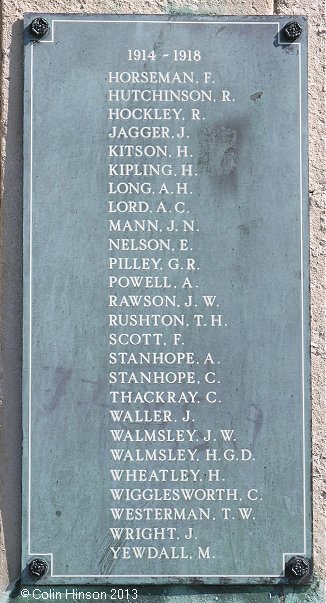 1914 - 1918
HORSEMAN, F.
HUTCHINSON, R.
HOCKLEY, R.
JAGGER, J.
KITSON, H.
KIPLING, H.
LONG, A.H.
LORD, A.C.
MANN, J.N.
NELSON, E.
PILLEY, G.R.
POWELL, A.
RAWSON, J.W.
RUSHTON, T.H.
SCOTT, F.
STANHOPE, A.
STANHOPE, C.
THACKRAY, C.
WALLER, J.
WALMSLEY, J.W.
WALMSLEY, H.G.D.
WHEATLEY, H.
WIGGLESWORTH, C.
WESTERMAN, T.W.
WRIGHT, J.
YEWDALL, M.
©Colin Hinson 2013